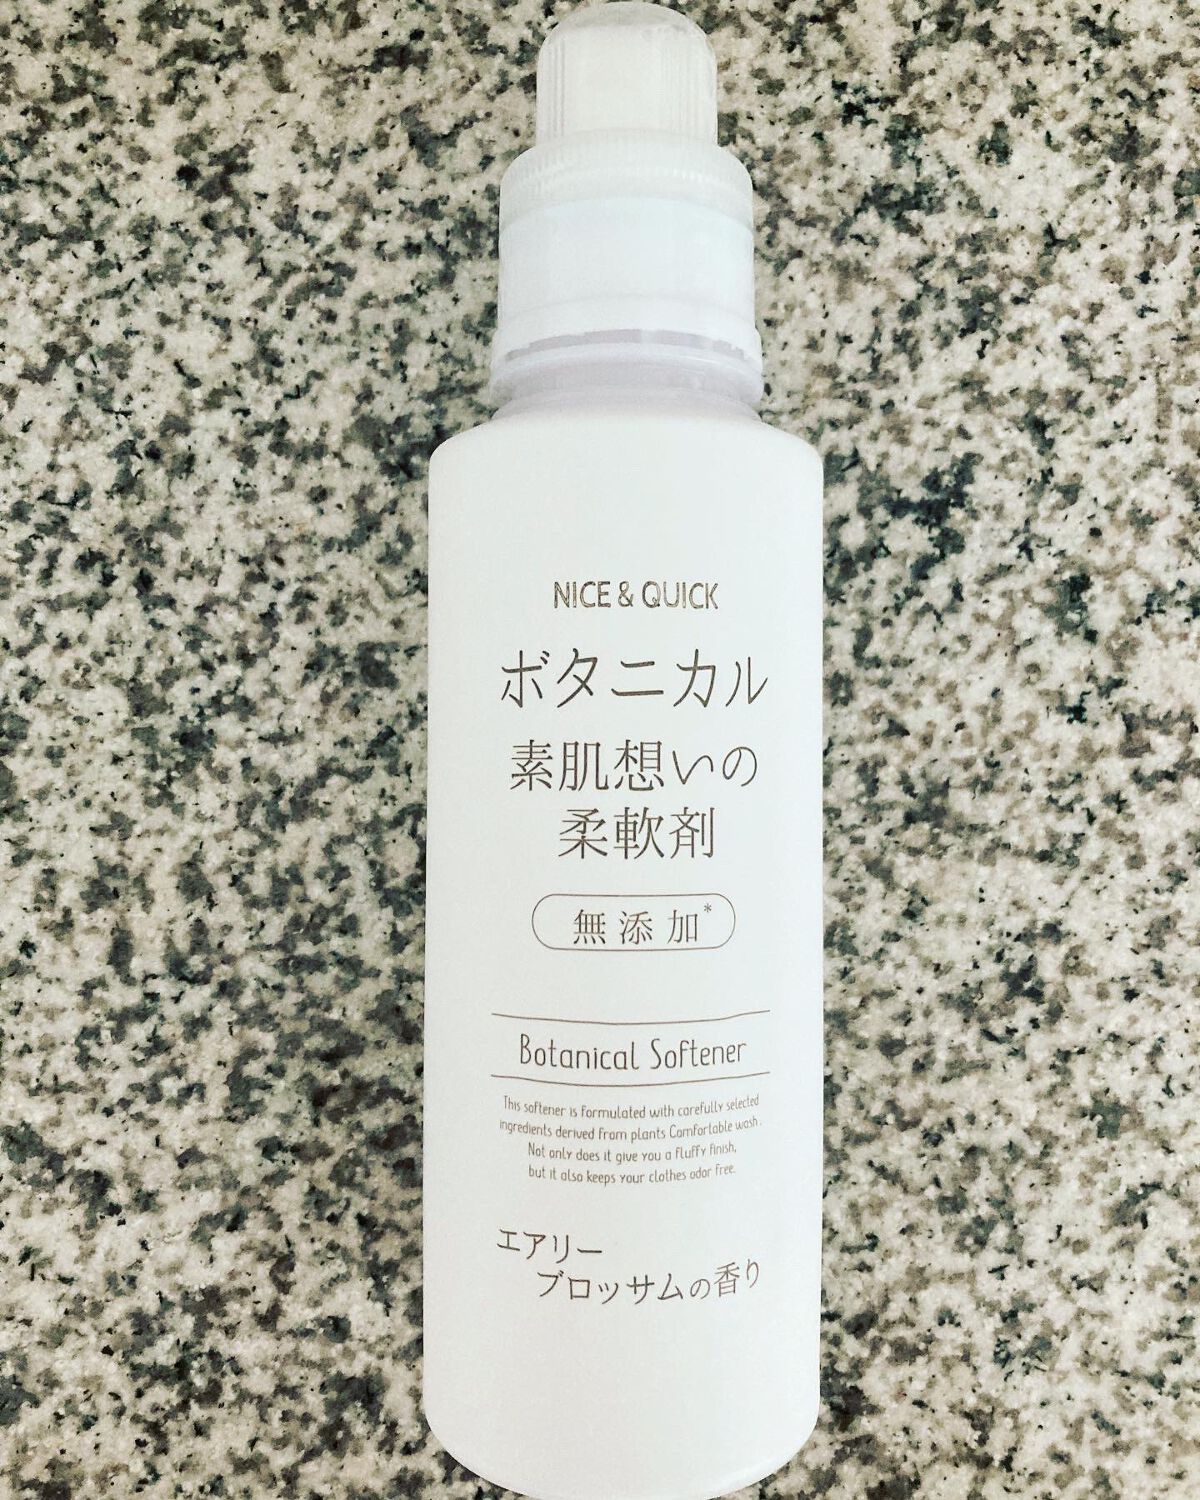 NICE & QUICK
ボタニカル
素肌想いの
柔軟剤
無添加*
Botanical Softener
This softener is formulated with carefully selected
ingredients derived from plants Comfortable wash.
Not only does it give you a fluffy finish,
but it also keeps your clothes odor free.
エアリー
ブロッサムの香り